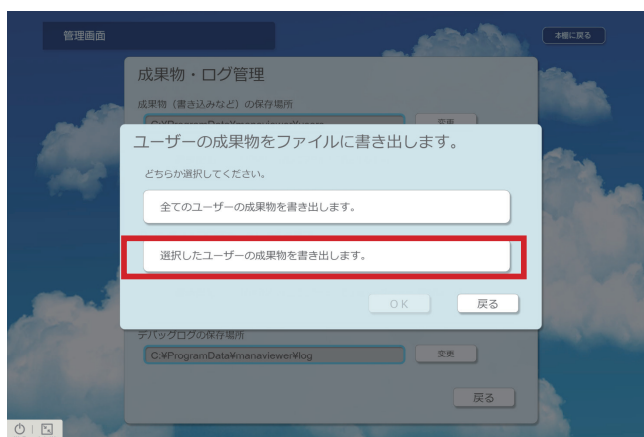 管理画面
本棚に戻る
成果物・ログ管理
成果物（書き込みなど）の保存場所
C:¥ProgramData¥manaviewer¥users
変更
ユーザーの成果物をファイルに書き出します。
どちらか選択してください。
全てのユーザーの成果物を書き出します。
選択したユーザーの成果物を書き出します。
OK
戻る
デバッグログの保存場所
C:¥ProgramData¥manaviewer¥log
変更
戻る